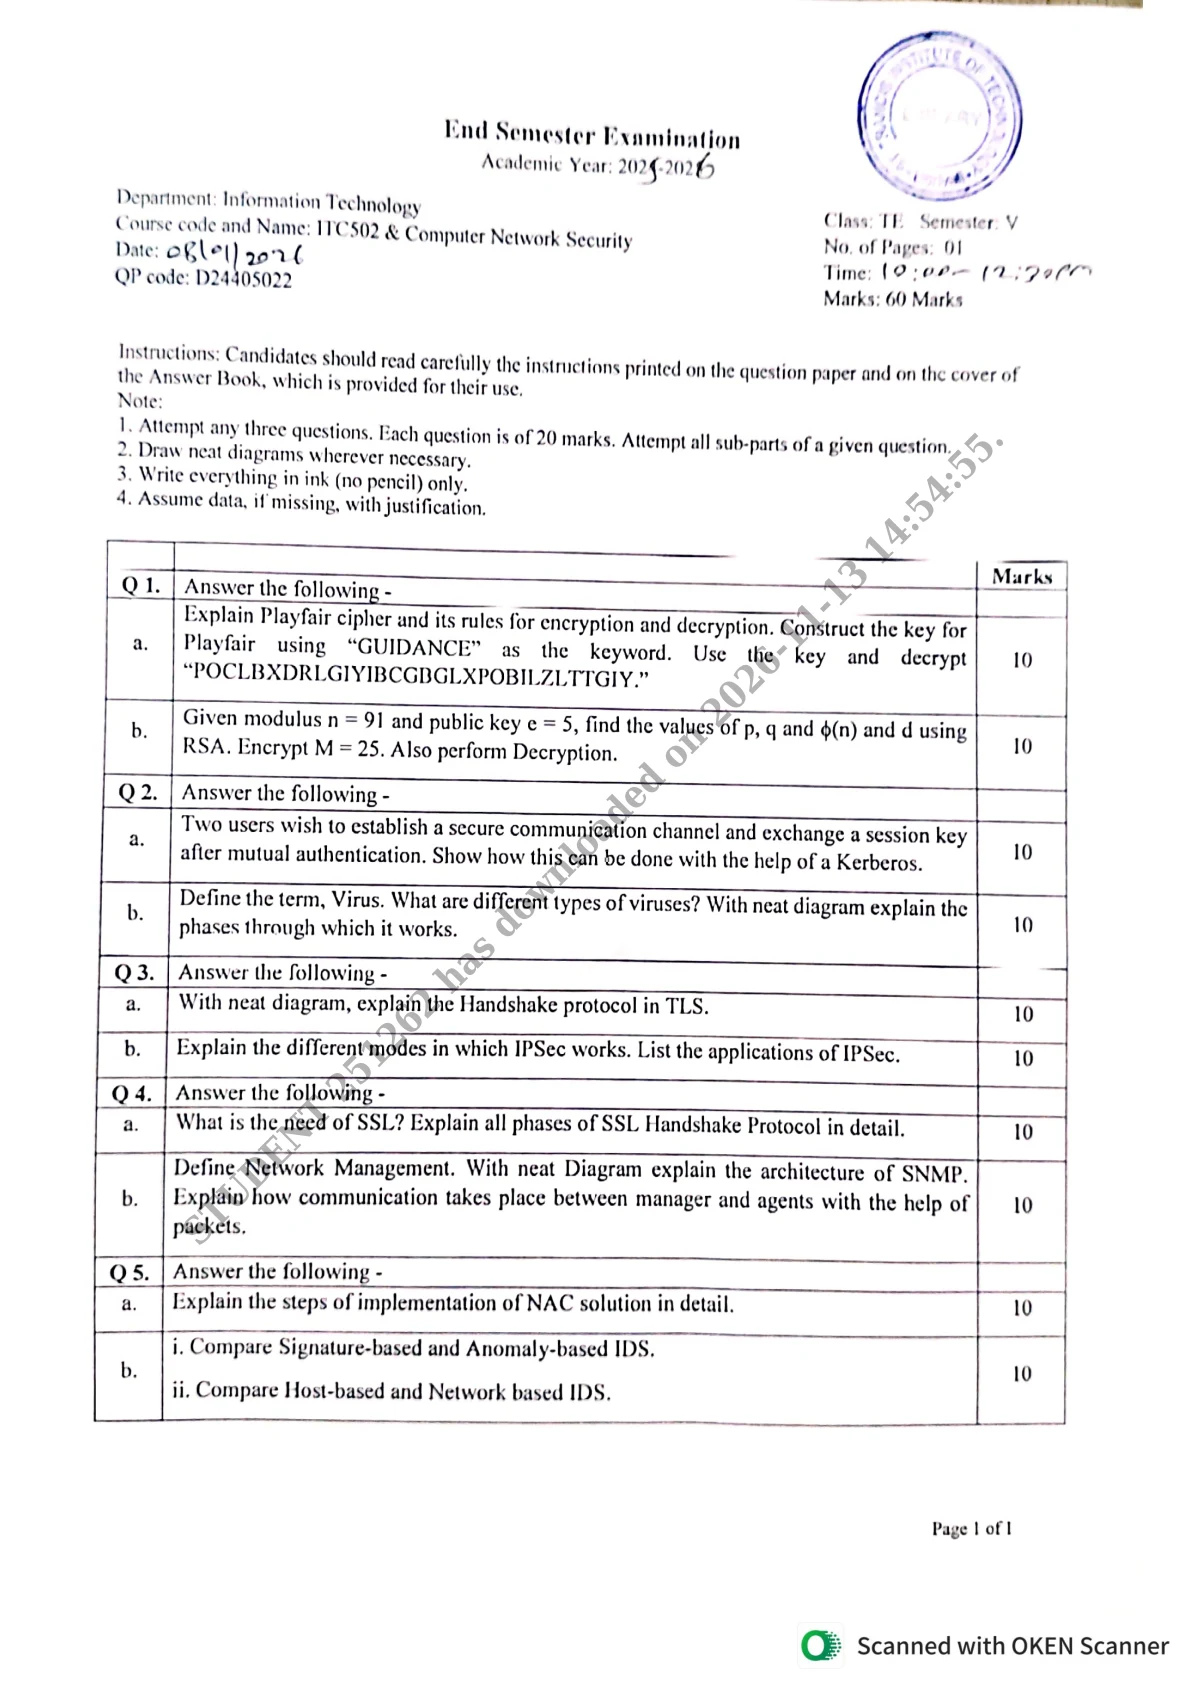 INSTITUTE OF TECHNOLOGY
End Semester Examination
Academic Year: 2025-2026
Department: Information Technology
Course code and Name: ITC502 & Computer Network Security
Date: 08/01/2026
QP code: D24405022
Class: TE Semester: V
No. of Pages: 01
Time: 10:00 - 12:30pm
Marks: 60 Marks
Instructions: Candidates should read carefully the instructions printed on the question paper and on the cover of
the Answer Book, which is provided for their use.
Note:
1. Attempt any three questions. Each question is of 20 marks. Attempt all sub-parts of a given question.
2. Draw neat diagrams wherever necessary.
3. Write everything in ink (no pencil) only.
4. Assume data, if missing, with justification.
Marks
Q 1. Answer the following -
a. Explain Playfair cipher and its rules for encryption and decryption. Construct the key for
Playfair using “GUIDANCE” as the keyword. Use the key and decrypt
“POCLBXDRLGIYIBCGBGLXPOBILZLTTGIY.” 10
b. Given modulus n = 91 and public key e = 5, find the values of p, q and ϕ(n) and d using
RSA. Encrypt M = 25. Also perform Decryption. 10
Q 2. Answer the following -
a. Two users wish to establish a secure communication channel and exchange a session key
after mutual authentication. Show how this can be done with the help of a Kerberos. 10
b. Define the term, Virus. What are different types of viruses? With neat diagram explain the
phases through which it works. 10
Q 3. Answer the following -
a. With neat diagram, explain the Handshake protocol in TLS. 10
b. Explain the different modes in which IPSec works. List the applications of IPSec. 10
Q 4. Answer the following -
a. What is the need of SSL? Explain all phases of SSL Handshake Protocol in detail. 10
b. Define Network Management. With neat Diagram explain the architecture of SNMP.
Explain how communication takes place between manager and agents with the help of
packets. 10
Q 5. Answer the following -
a. Explain the steps of implementation of NAC solution in detail. 10
b. i. Compare Signature-based and Anomaly-based IDS.
ii. Compare Host-based and Network based IDS. 10
STUDENT 251262 has downloaded on 2026-11-13 14:54:55.
Page 1 of 1
Scanned with OKEN Scanner